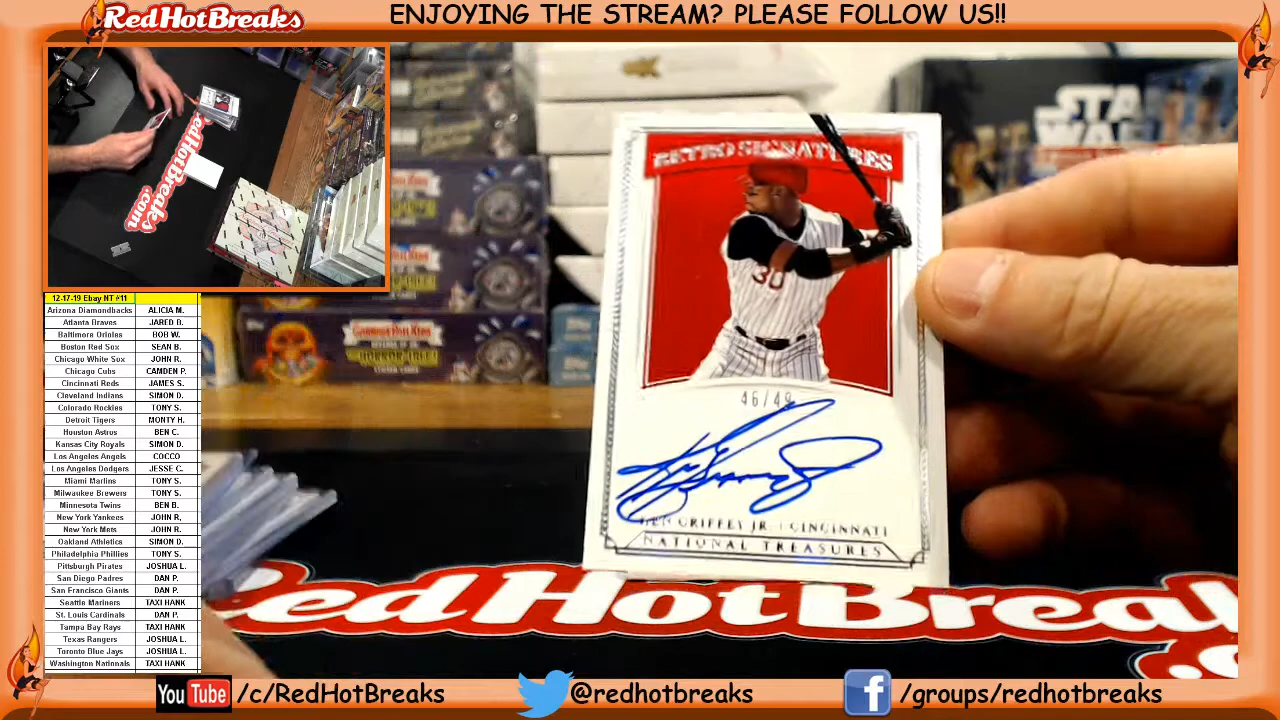 RedHotBreaks
ENJOYING THE STREAM? PLEASE FOLLOW US!!
RedHotBreaks
.com
12-17-19 Ebay NT #11
Arizona Diamondbacks ALICIA M.
Atlanta Braves JARED D.
Baltimore Orioles BOB W.
Boston Red Sox SEAN B.
Chicago White Sox JOHN R.
Chicago Cubs CAMDEN P.
Cincinnati Reds JAMES S.
Cleveland Indians SIMON D.
Colorado Rockies TONY S.
Detroit Tigers MONTY H.
Houston Astros BEN C.
Kansas City Royals SIMON D.
Los Angeles Angels COCCO
Los Angeles Dodgers JESSE C.
Miami Marlins TONY S.
Milwaukee Brewers TONY S.
Minnesota Twins BEN B.
New York Yankees JOHN R,
New York Mets JOHN R.
Oakland Athletics SIMON D.
Philadelphia Phillies TONY S.
Pittsburgh Pirates JOSHUA L.
San Diego Padres DAN P.
San Francisco Giants DAN P.
Seattle Mariners TAXI HANK
St. Louis Cardinals DAN P.
Tampa Bay Rays TAXI HANK
Texas Rangers JOSHUA L.
Toronto Blue Jays JOSHUA L.
Washington Nationals TAXI HANK
STAR
WA
RETRO SIGNATURES
30
46/49
KEN GRIFFEY JR. | CINCINNATI
NATIONAL TREASURES
RedHotBreak
YouTube /c/RedHotBreaks
@redhotbreaks
f /groups/redhotbreaks